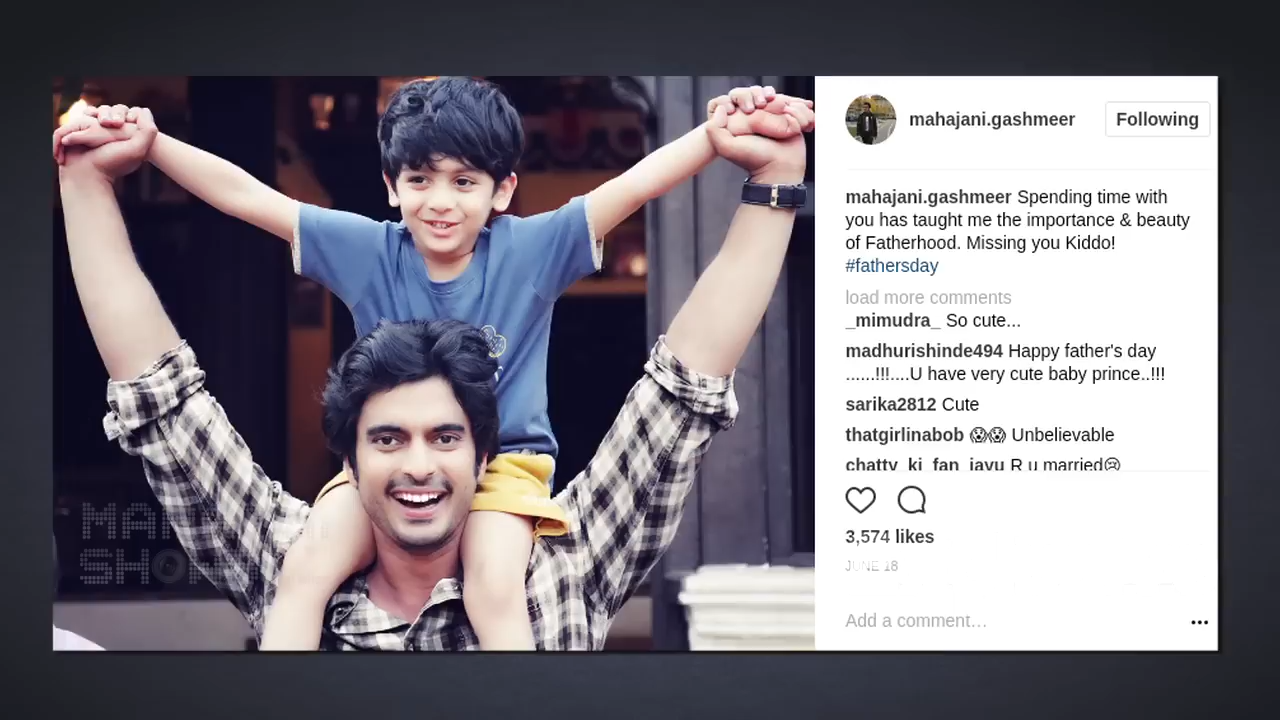 mahajani.gashmeer
Following
mahajani.gashmeer Spending time with
you has taught me the importance & beauty
of Fatherhood. Missing you Kiddo!
#fathersday
load more comments
_mimudra_ So cute...
madhurishinde494 Happy father's day
......!!!....U have very cute baby prince..!!!
sarika2812 Cute
thatgirlinabob 😱😱 Unbelievable
chatty_ki_fan_jayu R u married😢
3,574 likes
JUNE 18
Add a comment…